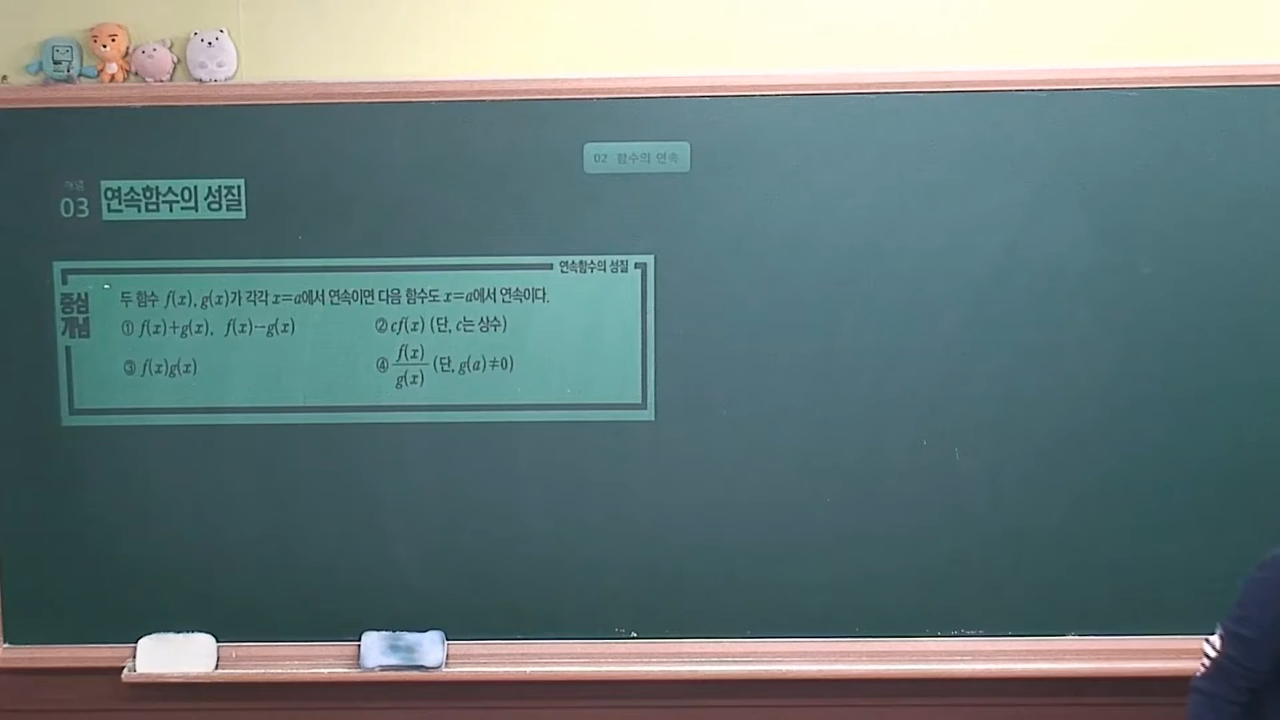 02 함수의 연속
개념
03 연속함수의 성질
연속함수의 성질
중심
개념
두 함수 f(x), g(x)가 각각 x=a에서 연속이면 다음 함수도 x=a에서 연속이다.
① f(x)+g(x), f(x)-g(x) ② cf(x) (단, c는 상수)
③ f(x)g(x) ④ f(x)/g(x) (단, g(a)≠0)